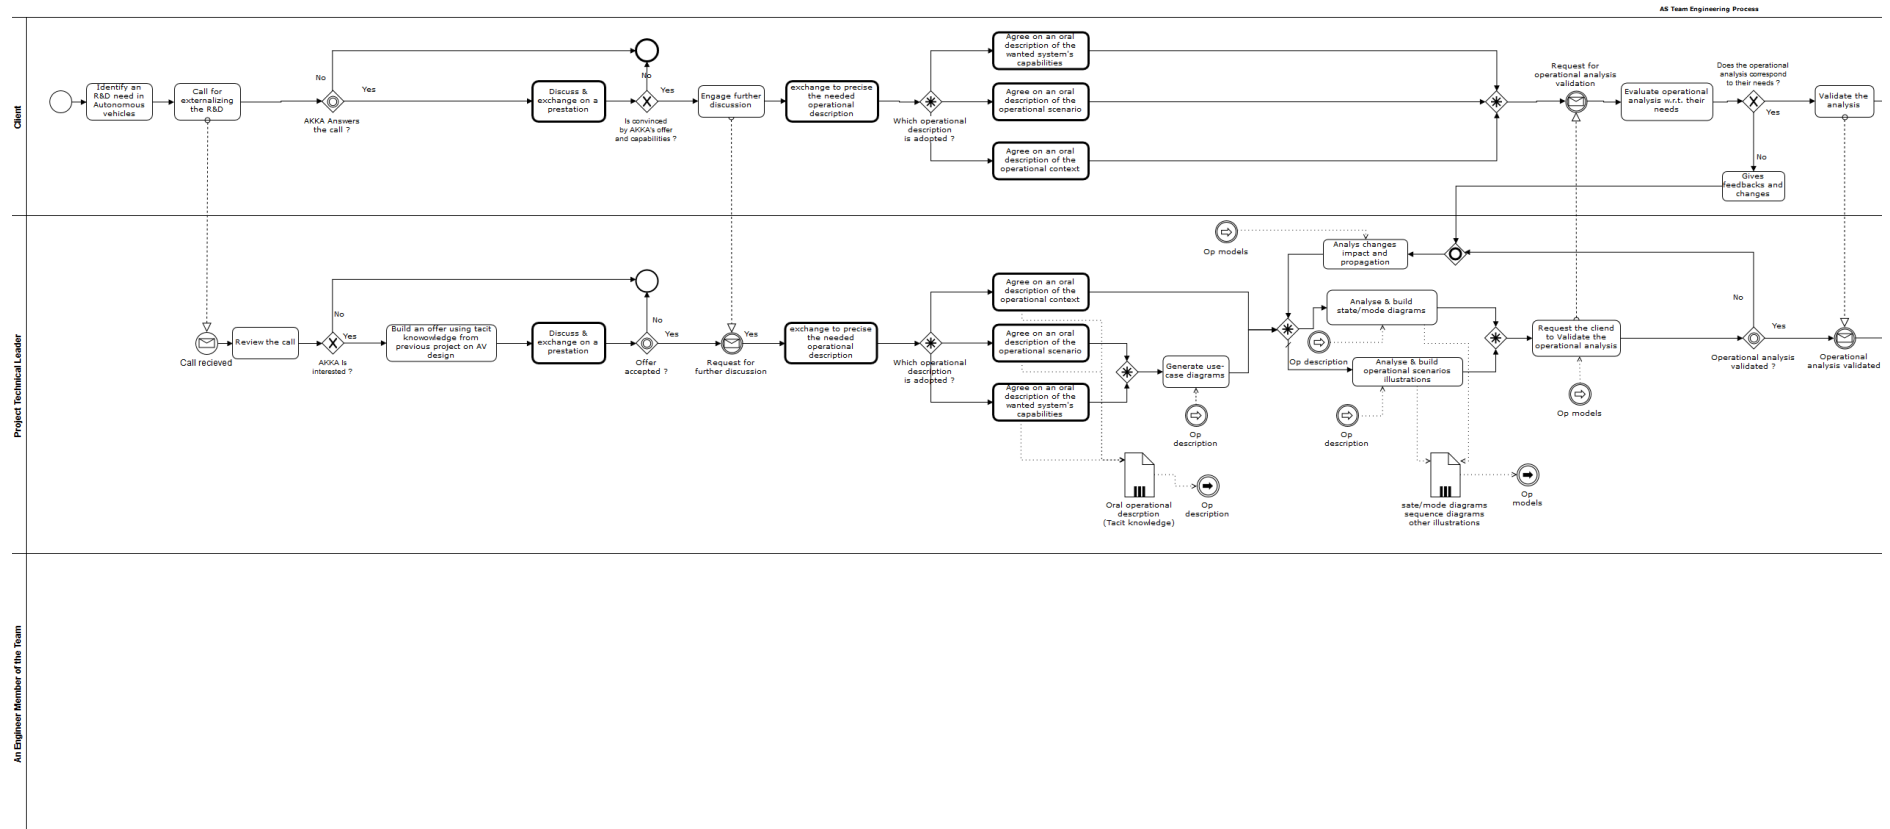 AS Team Engineering Process
Client
Identify an
R&D need in
Autonomous
vehicles
Call for
externalizing
the R&D
No
Yes
AKKA Answers
the call ?
Discuss &
exchange on a
prestation
No
Yes
Is convinced
by AKKA's offer
and capabilities ?
Engage further
discussion
exchange to precise
the needed
operational
description
Which operational
description
is adopted ?
Agree on an oral
description of the
wanted system's
capabilities
Agree on an oral
description of the
operational scenario
Agree on an oral
description of the
operational context
Request for
operational analysis
validation
Evaluate operational
analysis w.r.t. their
needs
Does the operational
analysis correspond
to their needs ?
Yes
No
Validate the
analysis
Gives
feedbacks and
changes
Project Technical Leader
Call recieved
Review the call
No
Yes
AKKA Is
interested ?
Build an offer using tacit
knowowledge from
previous project on AV
design
Discuss &
exchange on a
prestation
No
Yes
Offer
accepted ?
Yes
Request for
further discussion
exchange to precise
the needed
operational
description
Which operational
description
is adopted ?
Agree on an oral
description of the
operational context
Agree on an oral
description of the
operational scenario
Agree on an oral
description of the
wanted system's
capabilities
Generate use-
case diagrams
Op
description
Oral operational
descrption
(Tacit knowledge)
Op
description
Op models
Analys changes
impact and
propagation
Analyse & build
state/mode diagrams
Op description
Analyse & build
operational scenarios
illustrations
Op
description
sate/mode diagrams
sequence diagrams
other illustrations
Op
models
Request the cliend
to Validate the
operational analysis
Op models
No
Yes
Operational analysis
validated ?
Operational
analysis validated
An Engineer Member of the Team